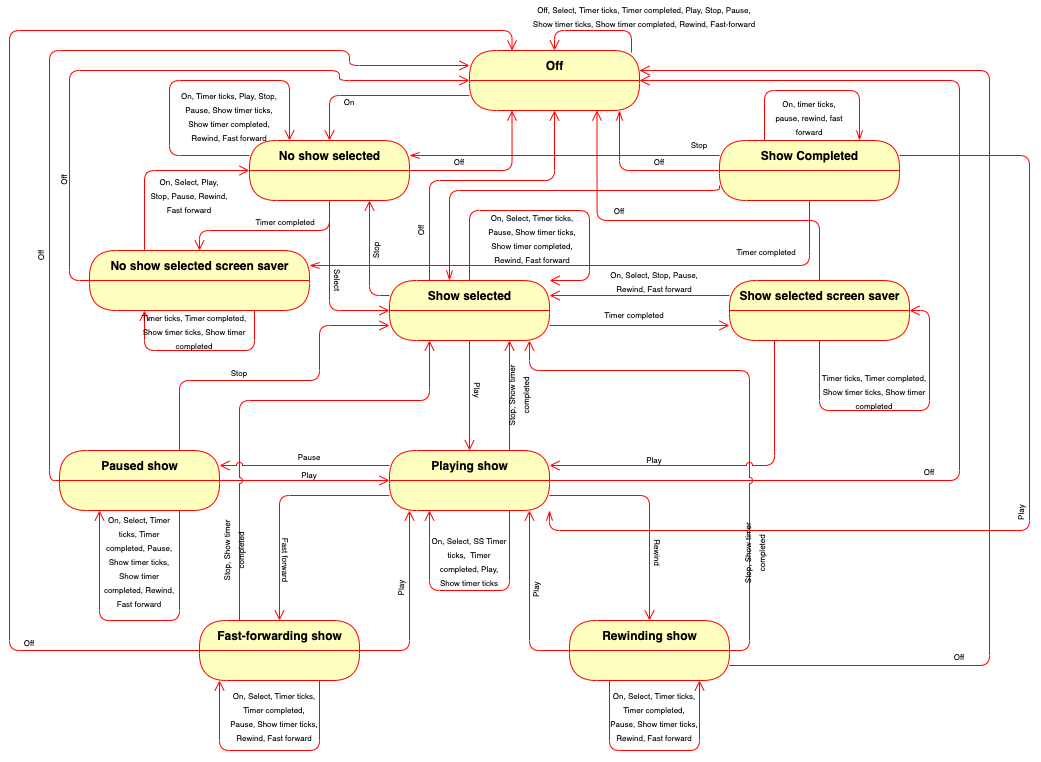 Off, Select, Timer ticks, Timer completed, Play, Stop, Pause,
Show timer ticks, Show timer completed, Rewind, Fast-forward
Off
On
On, Timer ticks, Play, Stop,
Pause, Show timer ticks,
Show timer completed,
Rewind, Fast forward
On, timer ticks,
pause, rewind, fast
forward
No show selected
Off
Stop
Off
Show Completed
Off
On, Select, Play,
Stop, Pause, Rewind,
Fast forward
Timer completed
Off
Off
Stop
On, Select, Timer ticks,
Pause, Show timer ticks,
Show timer completed,
Rewind, Fast forward
Off
Timer completed
No show selected screen saver
Select
Show selected
On, Select, Stop, Pause,
Rewind, Fast forward
Show selected screen saver
Timer completed
Timer ticks, Timer completed,
Show timer ticks, Show timer
completed
Stop
Play
Stop, Show timer
completed
Timer ticks, Timer completed,
Show timer ticks, Show timer
completed
Paused show
Pause
Play
Playing show
Play
Off
Play
On, Select, Timer
ticks, Timer
completed, Pause,
Show timer ticks,
Show timer
completed, Rewind,
Fast forward
Stop, Show timer
completed
Fast forward
Play
On, Select, SS Timer
ticks, Timer
completed, Play,
Show timer ticks
Play
Rewind
Stop, Show timer
completed
Off
Fast-forwarding show
Rewinding show
Off
On, Select, Timer ticks,
Timer completed,
Pause, Show timer ticks,
Rewind, Fast forward
On, Select, Timer ticks,
Timer completed,
Pause, Show timer ticks,
Rewind, Fast forward